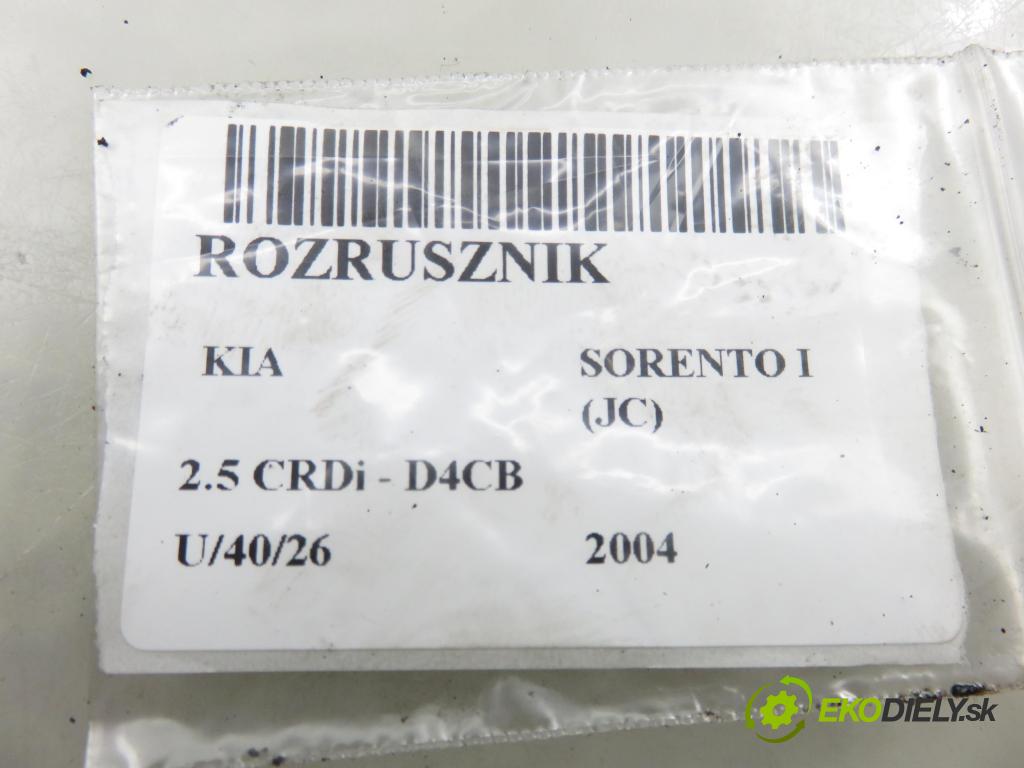 ROZRUSZNIK
KIA SORENTO I
(JC)
2.5 CRDi - D4CB
U/40/26 2004
EKODIELY.sk